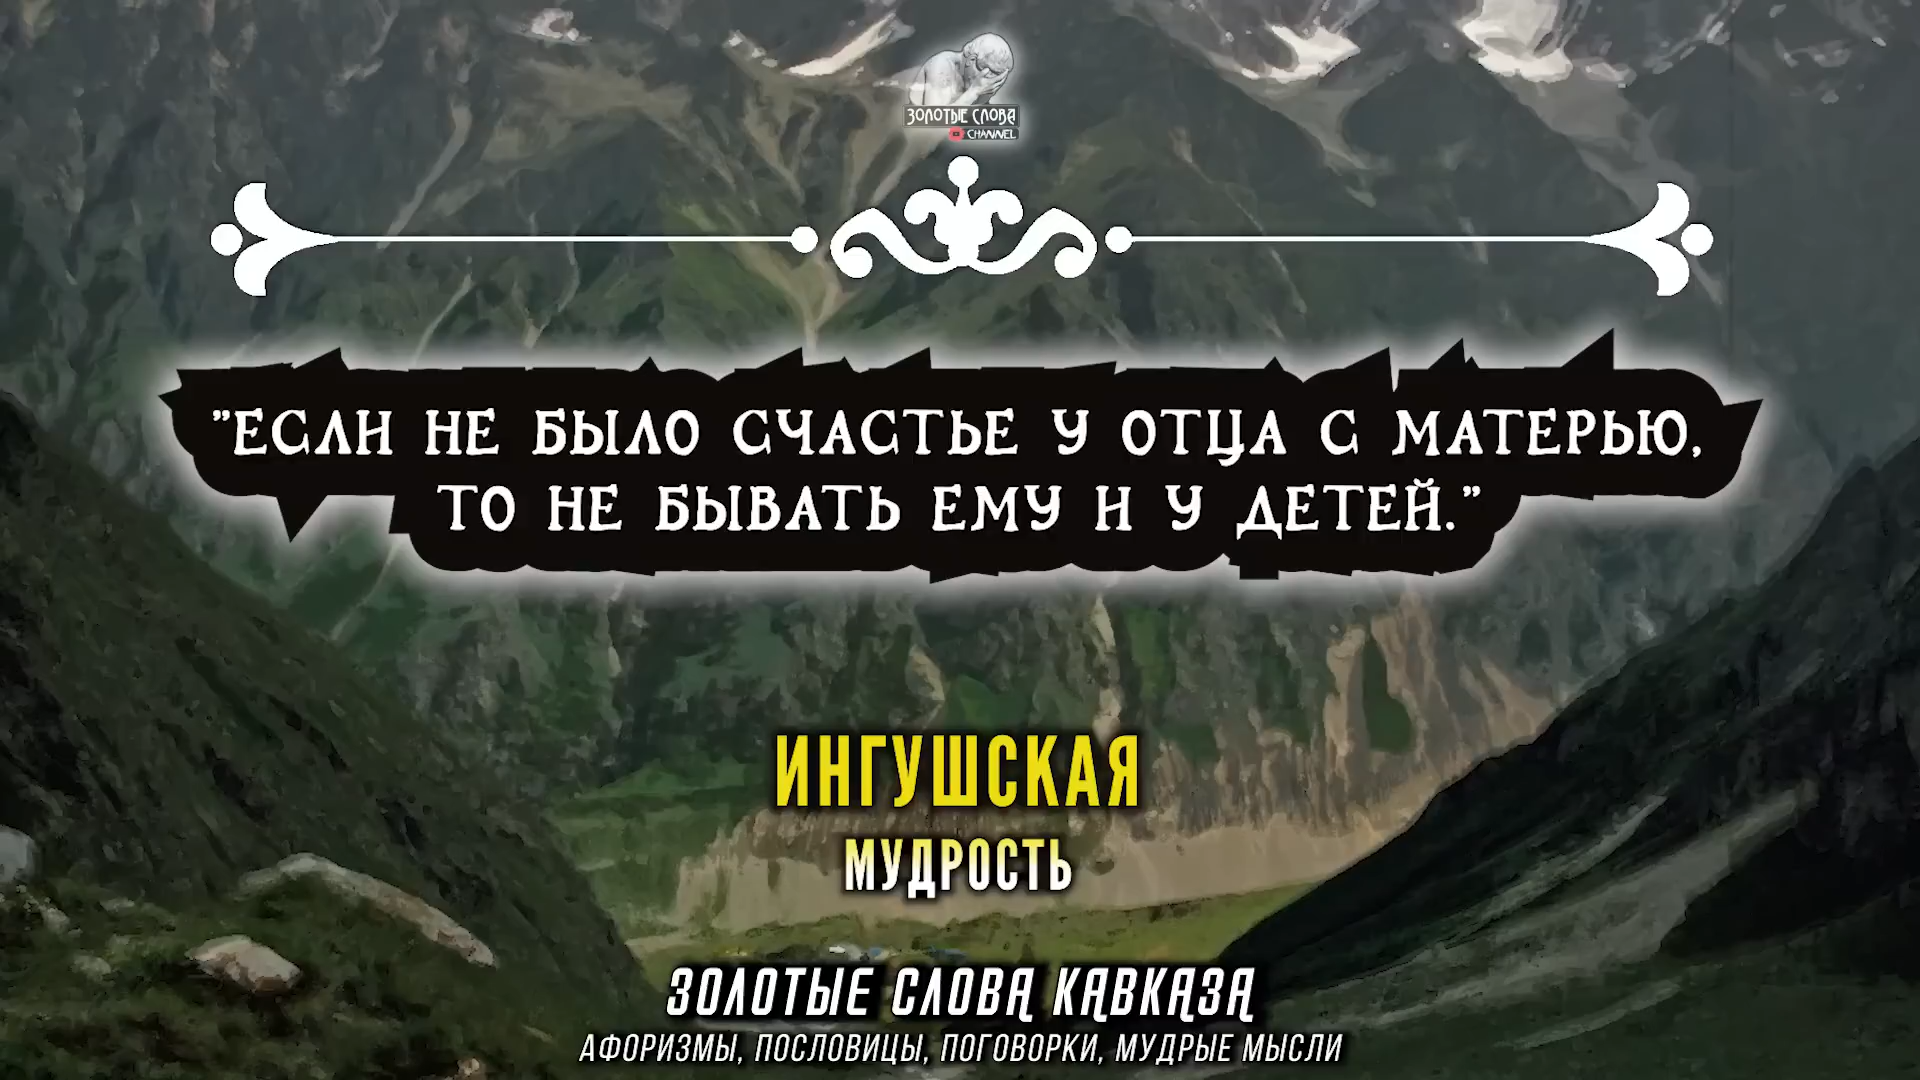 ЗОЛОТЫЕ СЛОВА
CHANNEL
"ЕСЛИ НЕ БЫЛО СЧАСТЬЕ У ОТЦА С МАТЕРЬЮ,
ТО НЕ БЫВАТЬ ЕМУ И У ДЕТЕЙ."
ИНГУШСКАЯ
МУДРОСТЬ
ЗОЛОТЫЕ СЛОВА КАВКАЗА
АФОРИЗМЫ, ПОСЛОВИЦЫ, ПОГОВОРКИ, МУДРЫЕ МЫСЛИ